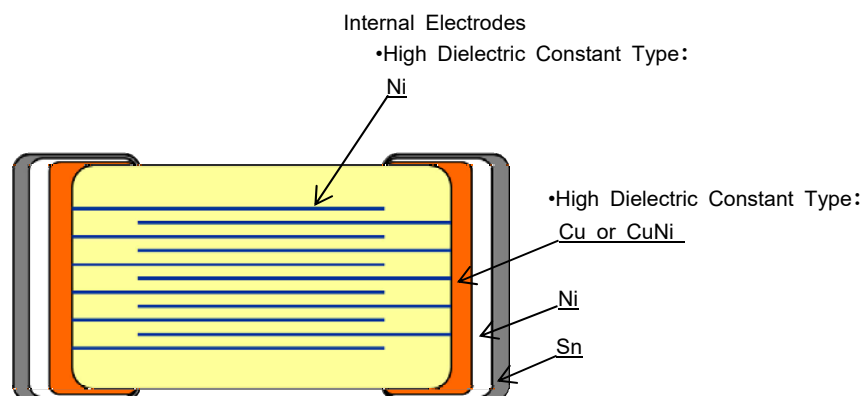 Internal Electrodes
•High Dielectric Constant Type:
Ni
•High Dielectric Constant Type:
Cu or CuNi
Ni
Sn